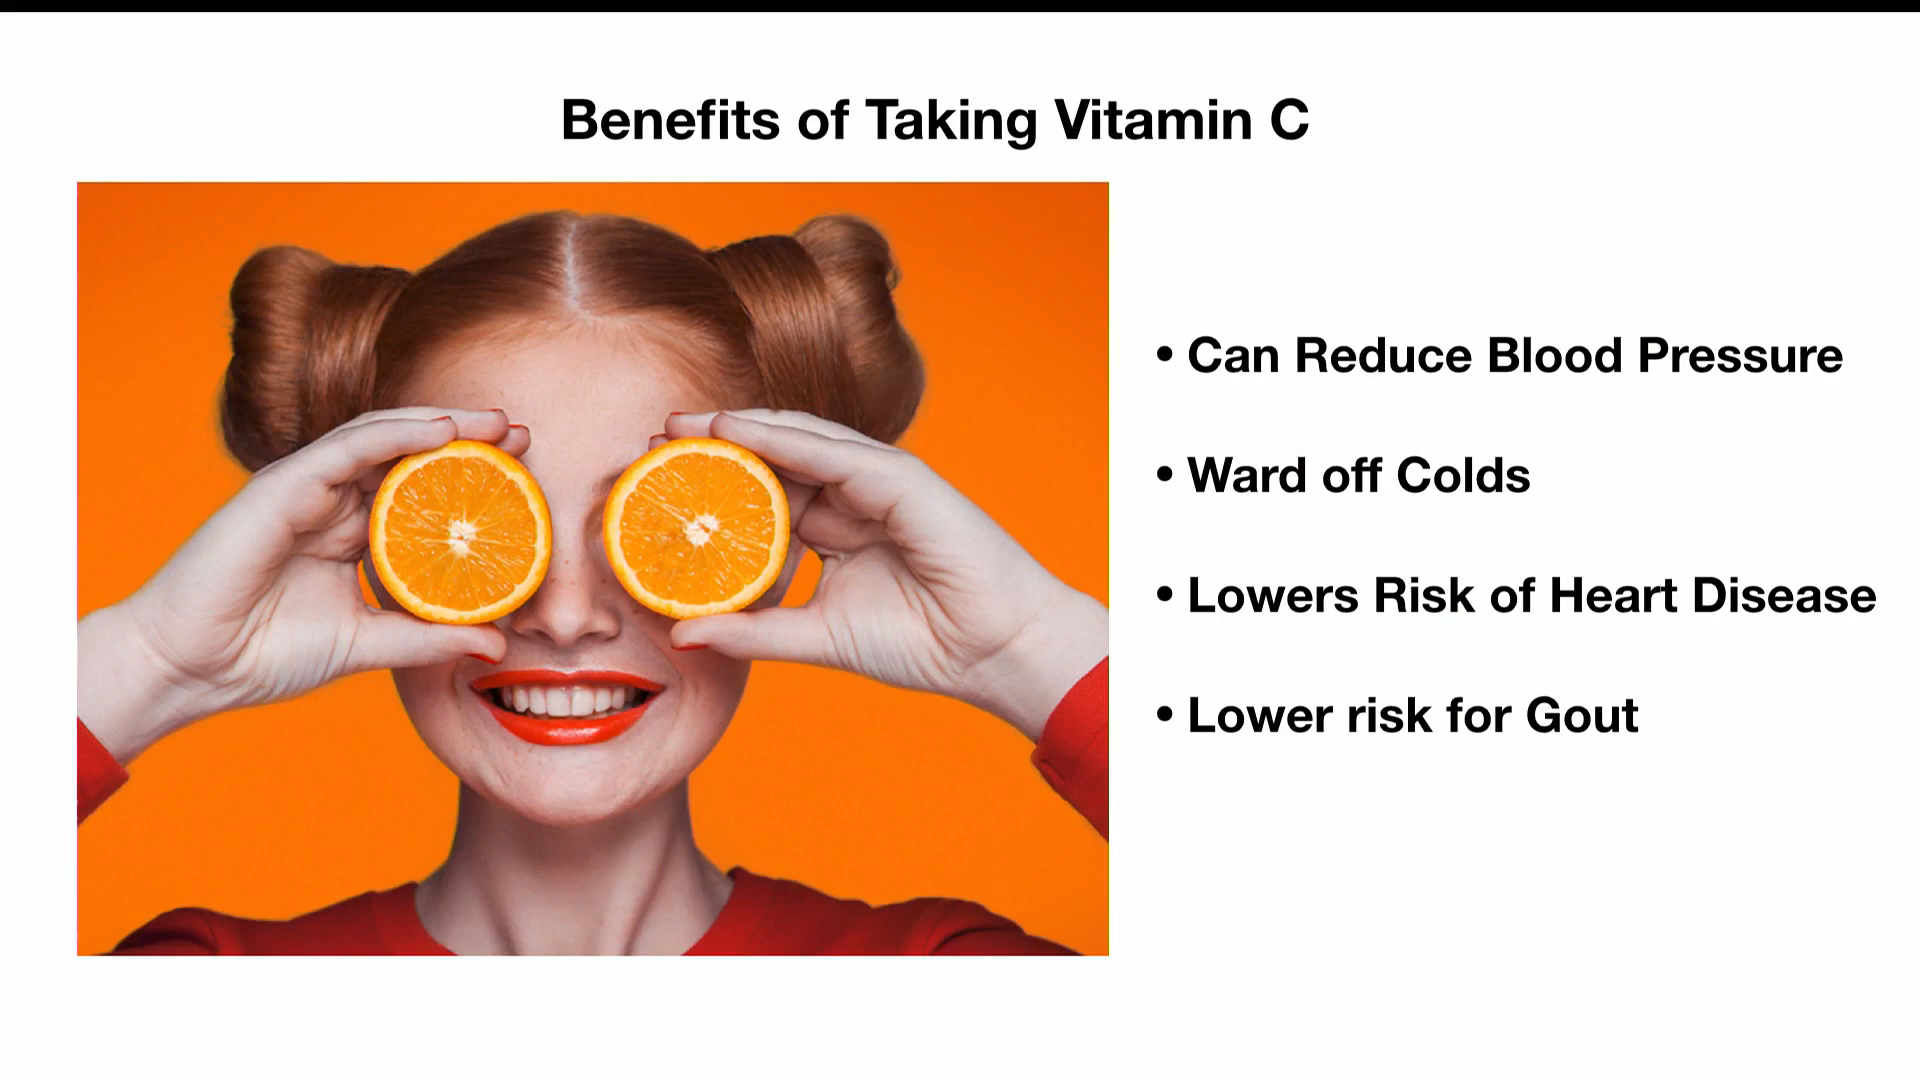 Benefits of Taking Vitamin C
• Can Reduce Blood Pressure
• Ward off Colds
• Lowers Risk of Heart Disease
• Lower risk for Gout